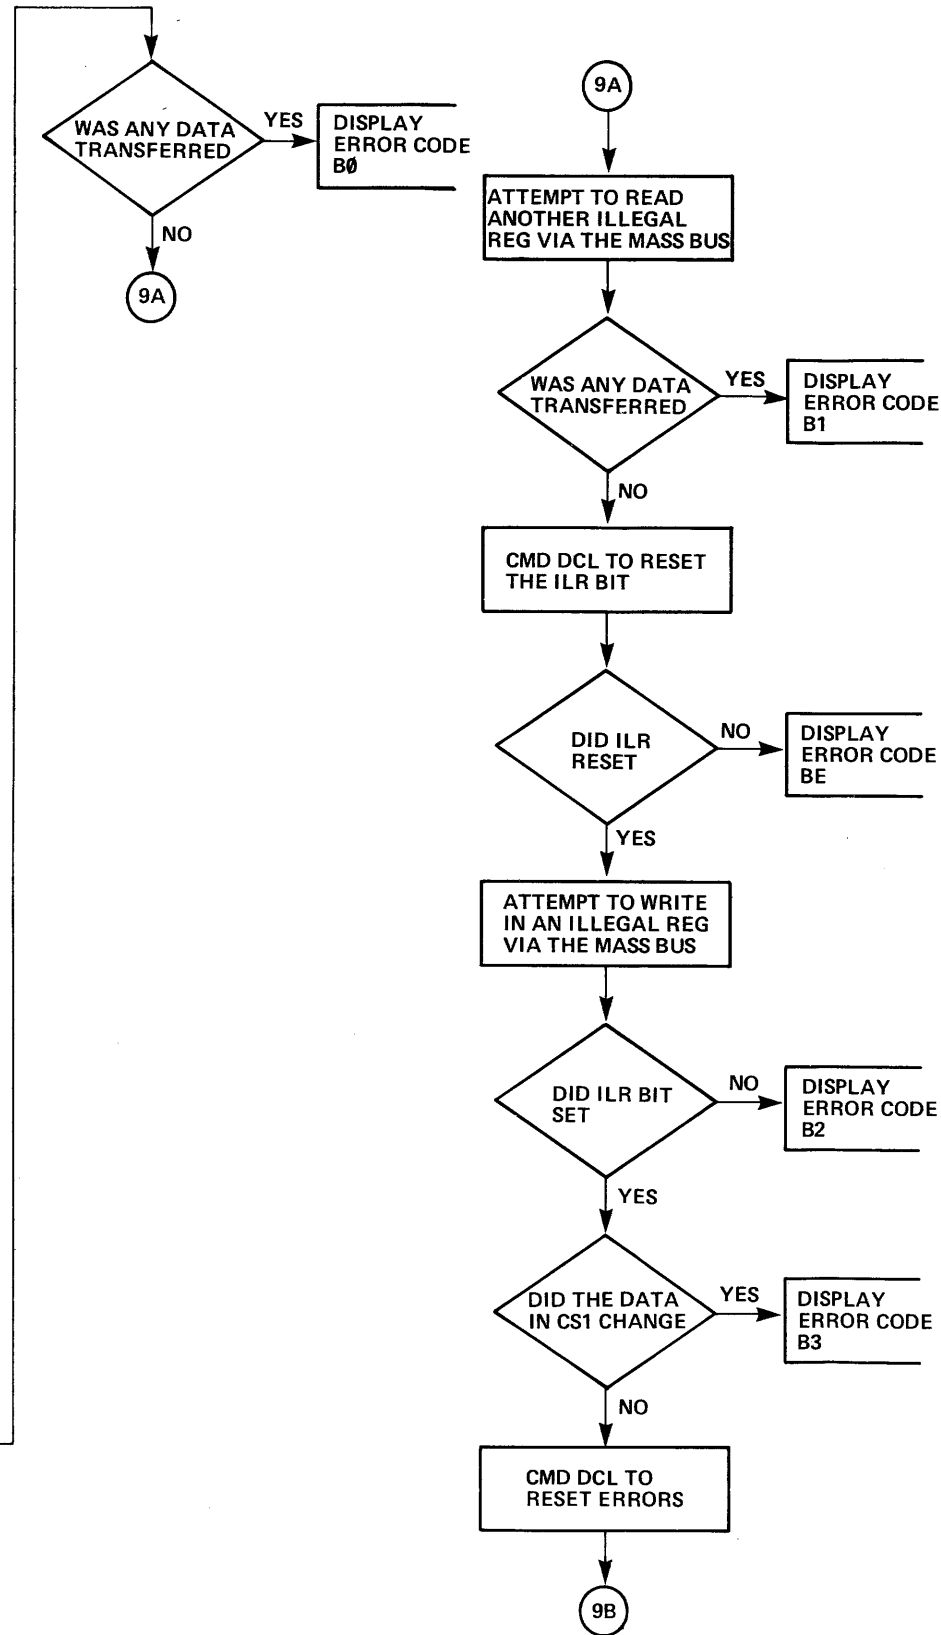 WAS ANY DATA
TRANSFERRED
YES
DISPLAY
ERROR CODE
BØ
NO
9A
9A
ATTEMPT TO READ
ANOTHER ILLEGAL
REG VIA THE MASS BUS
WAS ANY DATA
TRANSFERRED
YES
DISPLAY
ERROR CODE
B1
NO
CMD DCL TO RESET
THE ILR BIT
DID ILR
RESET
NO
DISPLAY
ERROR CODE
BE
YES
ATTEMPT TO WRITE
IN AN ILLEGAL REG
VIA THE MASS BUS
DID ILR BIT
SET
NO
DISPLAY
ERROR CODE
B2
YES
DID THE DATA
IN CS1 CHANGE
YES
DISPLAY
ERROR CODE
B3
NO
CMD DCL TO
RESET ERRORS
9B